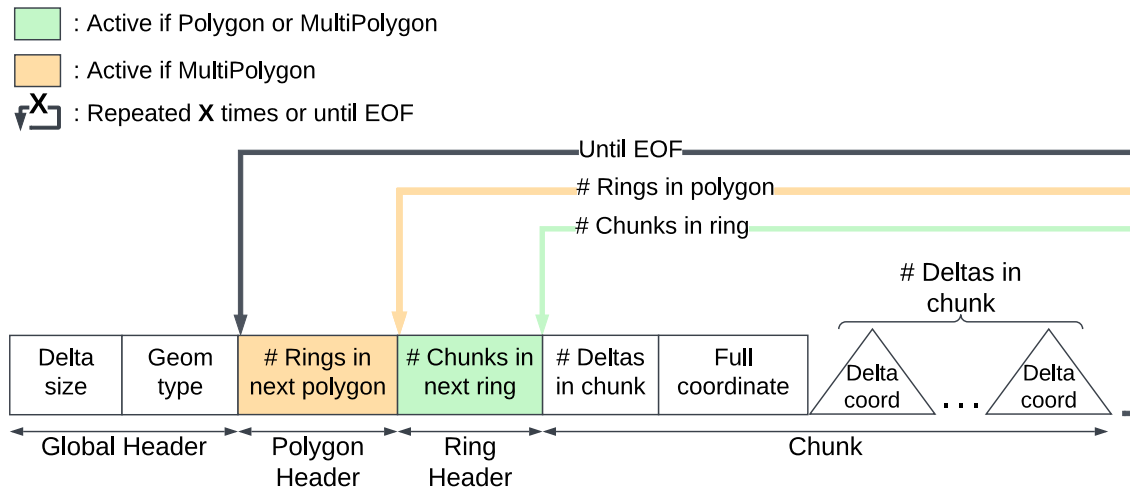 : Active if Polygon or MultiPolygon
: Active if MultiPolygon
X
: Repeated X times or until EOF
Until EOF
# Rings in polygon
# Chunks in ring
# Deltas in
chunk
Delta
size
Geom
type
# Rings in
next polygon
# Chunks in
next ring
# Deltas
in chunk
Full
coordinate
Delta
coord
...
Delta
coord
Global Header
Polygon
Header
Ring
Header
Chunk